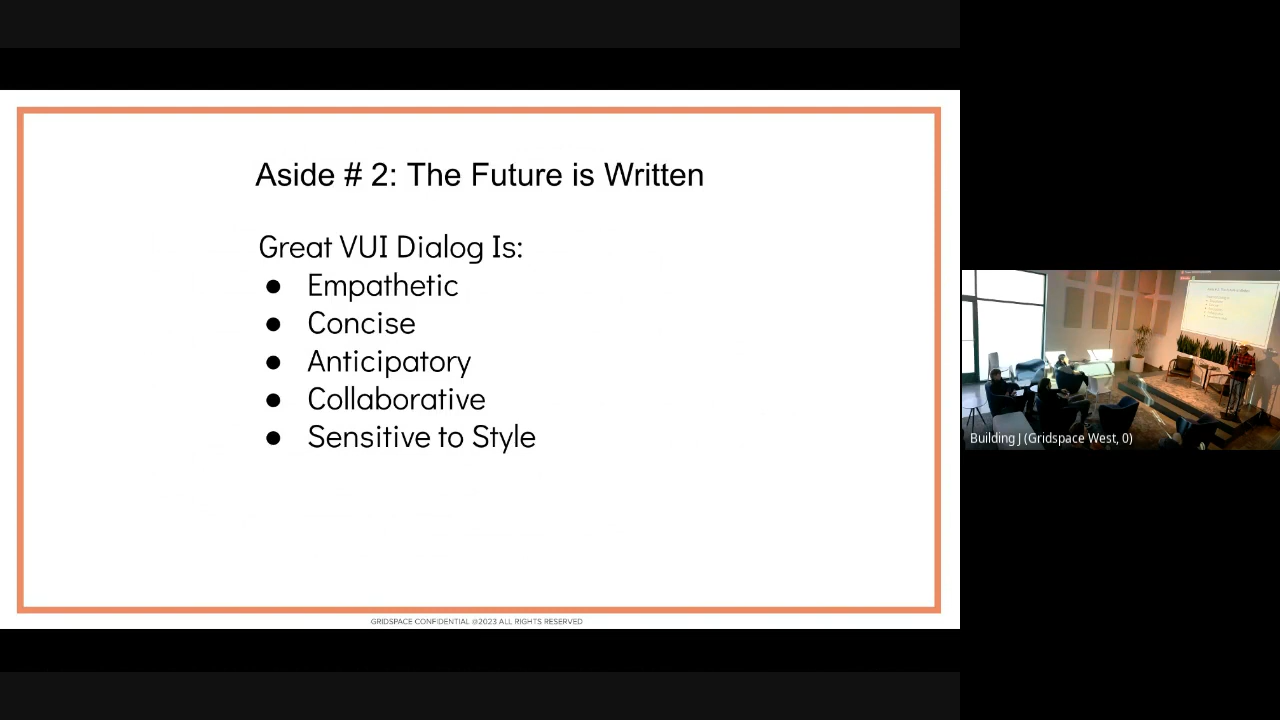 Aside # 2: The Future is Written
Great VUI Dialog Is:
● Empathetic
● Concise
● Anticipatory
● Collaborative
● Sensitive to Style
GRIDSPACE CONFIDENTIAL @2023 ALL RIGHTS RESERVED
Building J (Gridspace West, 0)